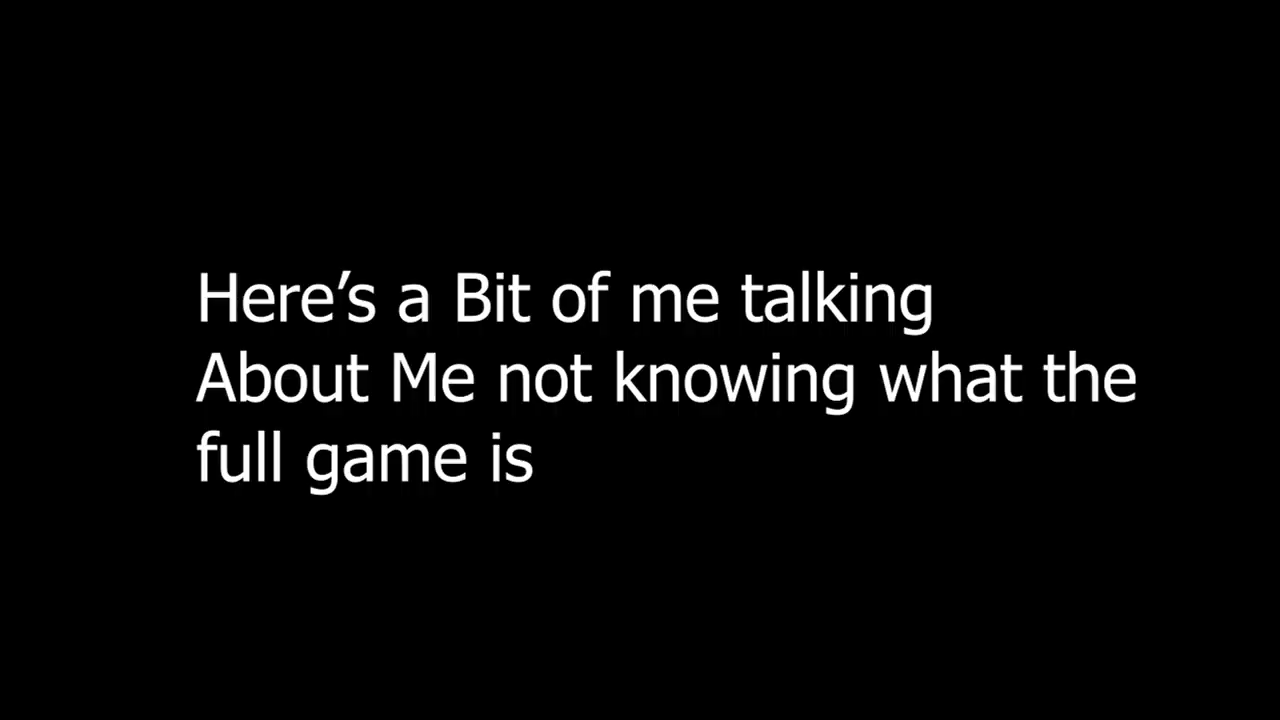 Here’s a Bit of me talking
About Me not knowing what the
full game is